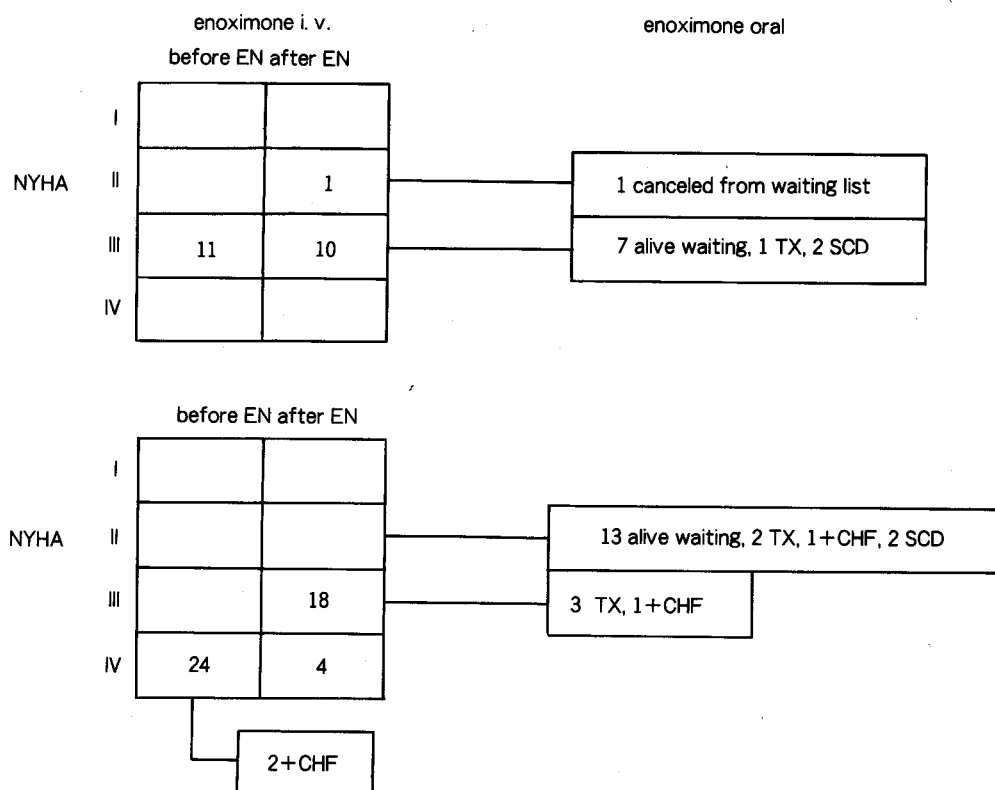 enoximone i. v.
enoximone oral
before EN after EN
I
NYHA II 1 1 canceled from waiting list
III 11 10 7 alive waiting, 1 TX, 2 SCD
IV
before EN after EN
I
NYHA II 13 alive waiting, 2 TX, 1+CHF, 2 SCD
III 18 3 TX, 1+CHF
IV 24 4
2+CHF